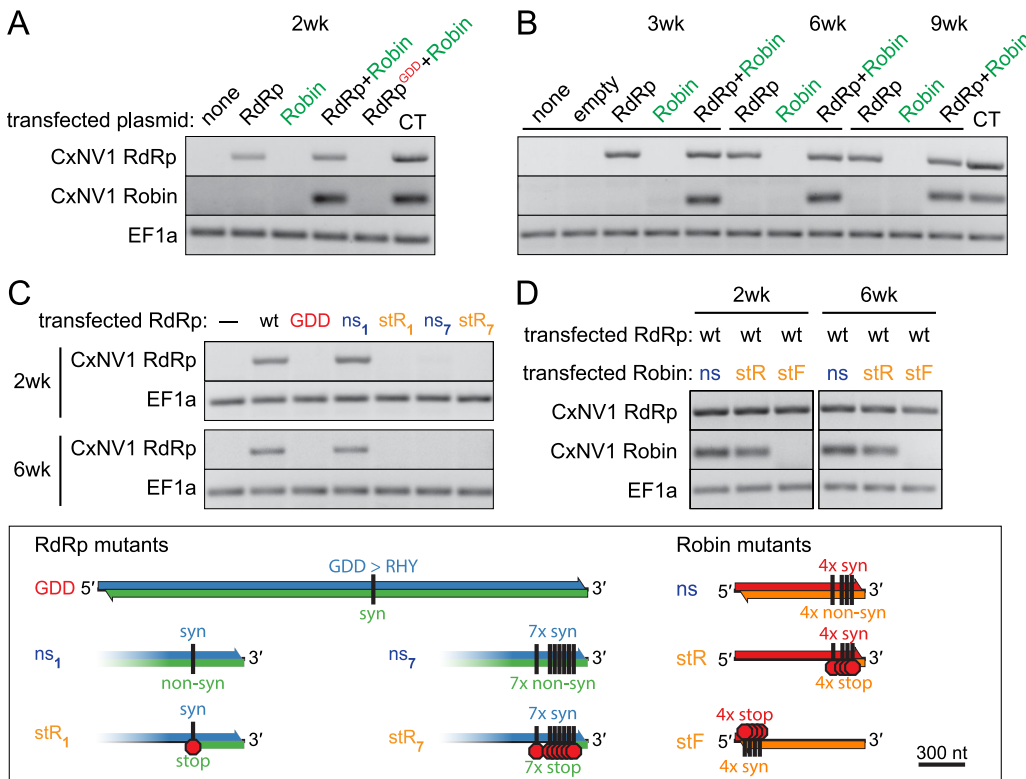 A
2wk
transfected plasmid: none RdRp Robin RdRp+Robin RdRpGDD+Robin CT
CxNV1 RdRp
CxNV1 Robin
EF1a
B
3wk 6wk 9wk
none empty RdRp Robin RdRp+Robin RdRp Robin RdRp+Robin RdRp Robin RdRp+Robin CT
C
transfected RdRp: — wt GDD ns1 stR1 ns7 stR7
2wk
CxNV1 RdRp
EF1a
6wk
CxNV1 RdRp
EF1a
D
2wk 6wk
transfected RdRp: wt wt wt wt wt wt
transfected Robin: ns stR stF ns stR stF
CxNV1 RdRp
CxNV1 Robin
EF1a
RdRp mutants
GDD > RHY
GDD 5′ 3′
syn
syn
ns1 3′
non-syn
syn
stR1 3′
stop
7x syn
ns7 3′
7x non-syn
7x syn
stR7 3′
7x stop
Robin mutants
4x syn
ns 5′ 3′
4x non-syn
4x syn
stR 5′ 3′
4x stop
4x stop
stF 5′ 3′
4x syn
300 nt